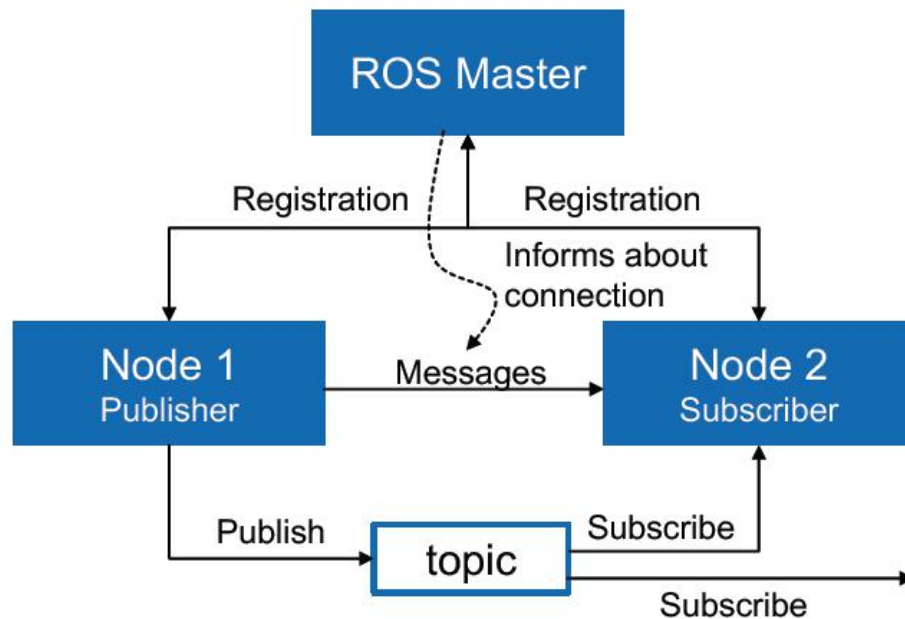 ROS Master
Registration
Registration
Informs about
connection
Node 1
Publisher
Messages
Node 2
Subscriber
Publish
topic
Subscribe
Subscribe